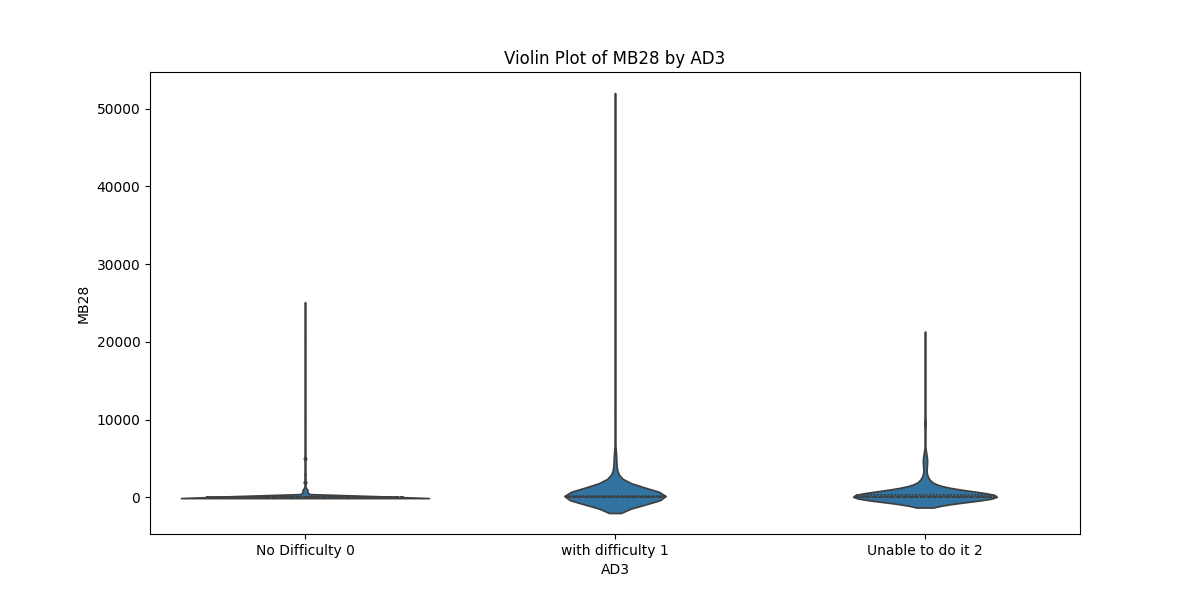 Violin Plot of MB28 by AD3
50000
40000
30000
20000
10000
0
MB28
No Difficulty 0
with difficulty 1
Unable to do it 2
AD3